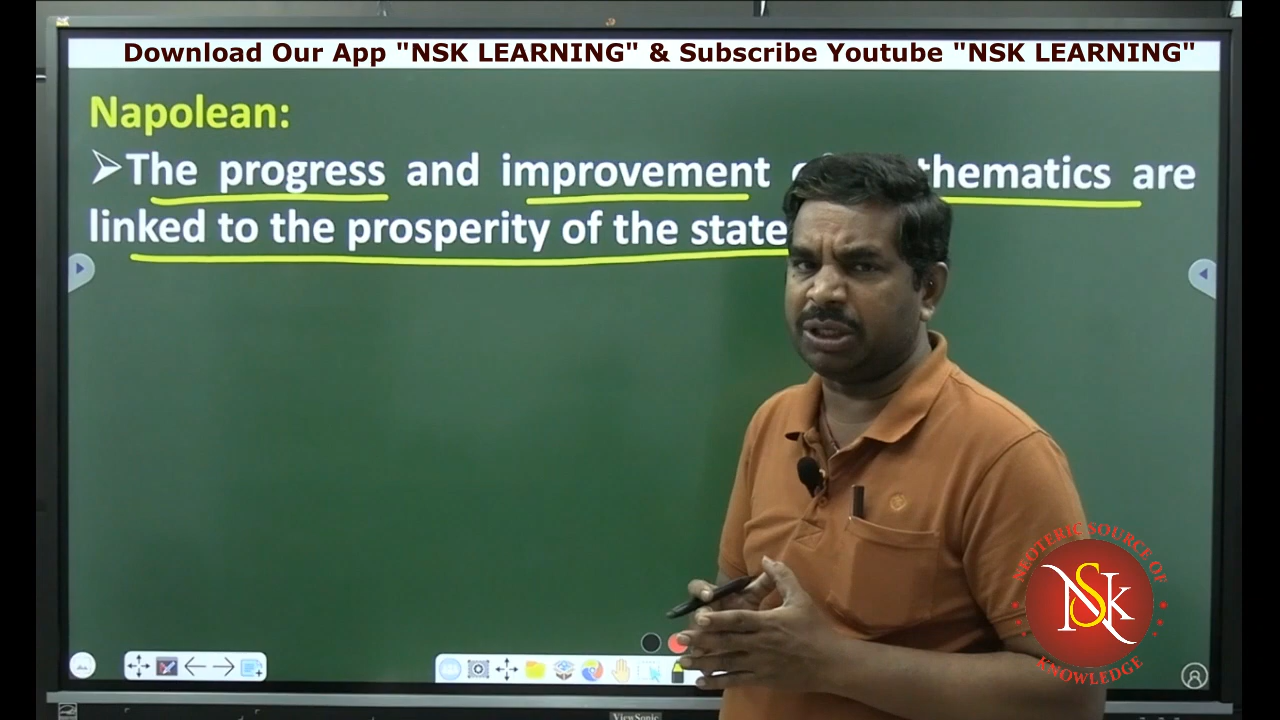 Download Our App "NSK LEARNING" & Subscribe Youtube "NSK LEARNING"
Napolean:
➢The progress and improvement thematics are
linked to the prosperity of the state
NEOTERIC SOURCE OF
NSK
KNOWLEDGE
ViewSonic